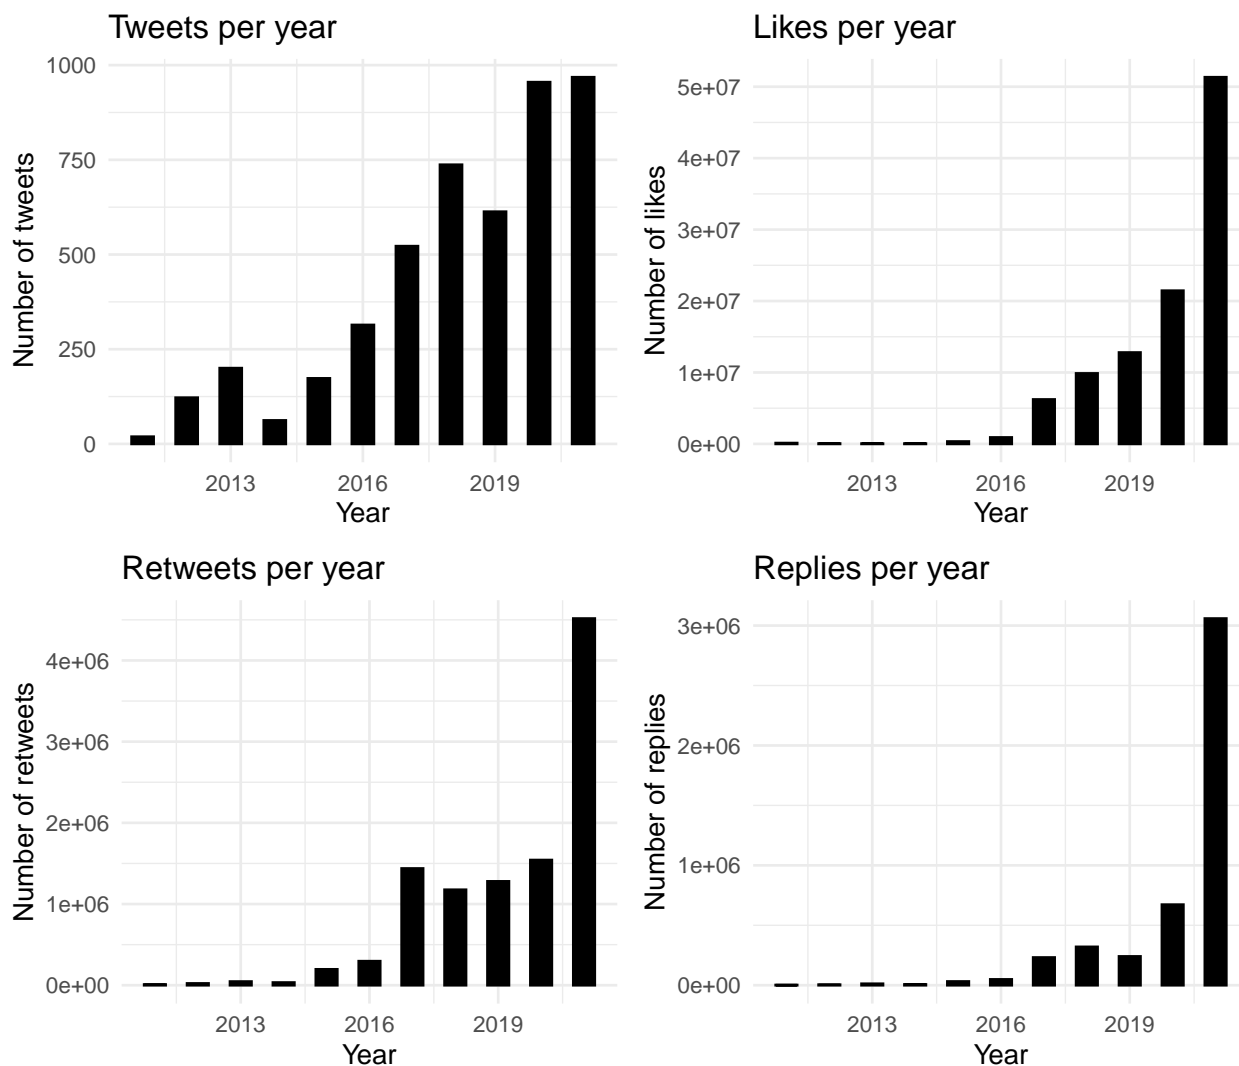 Tweets per year
Number of tweets
1000
750
500
250
0
2013 2016 2019
Year
Likes per year
Number of likes
5e+07
4e+07
3e+07
2e+07
1e+07
0e+00
2013 2016 2019
Year
Retweets per year
Number of retweets
4e+06
3e+06
2e+06
1e+06
0e+00
2013 2016 2019
Year
Replies per year
Number of replies
3e+06
2e+06
1e+06
0e+00
2013 2016 2019
Year